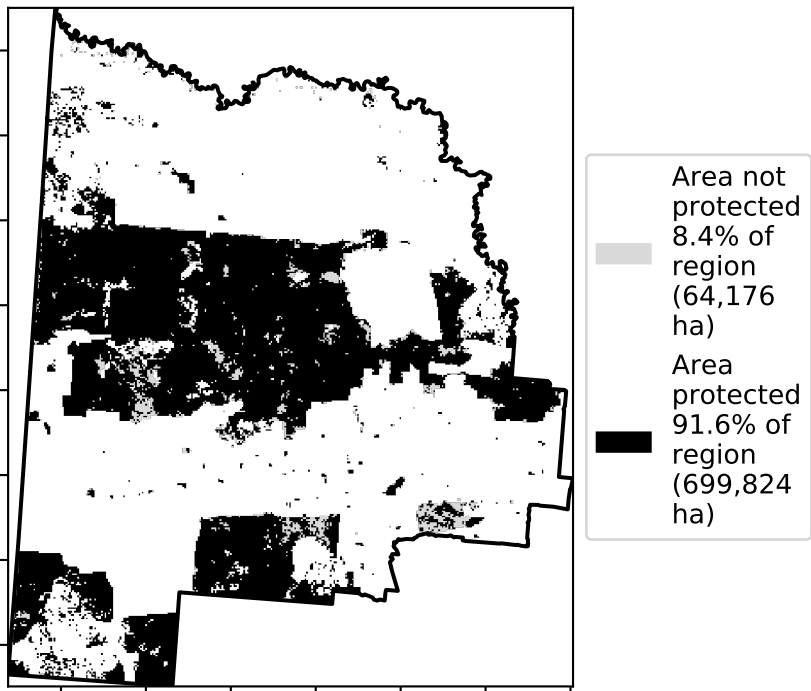 Area not
protected
8.4% of
region
(64,176
ha)
Area
protected
91.6% of
region
(699,824
ha)